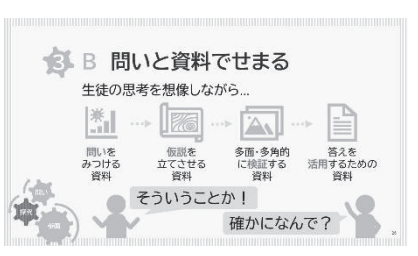 3 B 問いと資料でせまる
生徒の思考を想像しながら...
問いを
みつける
資料
仮説を
立てさせる
資料
多面・多角的
に検証する
資料
答えを
活用するための
資料
そういうことか！
確かになんで？
問い
探究